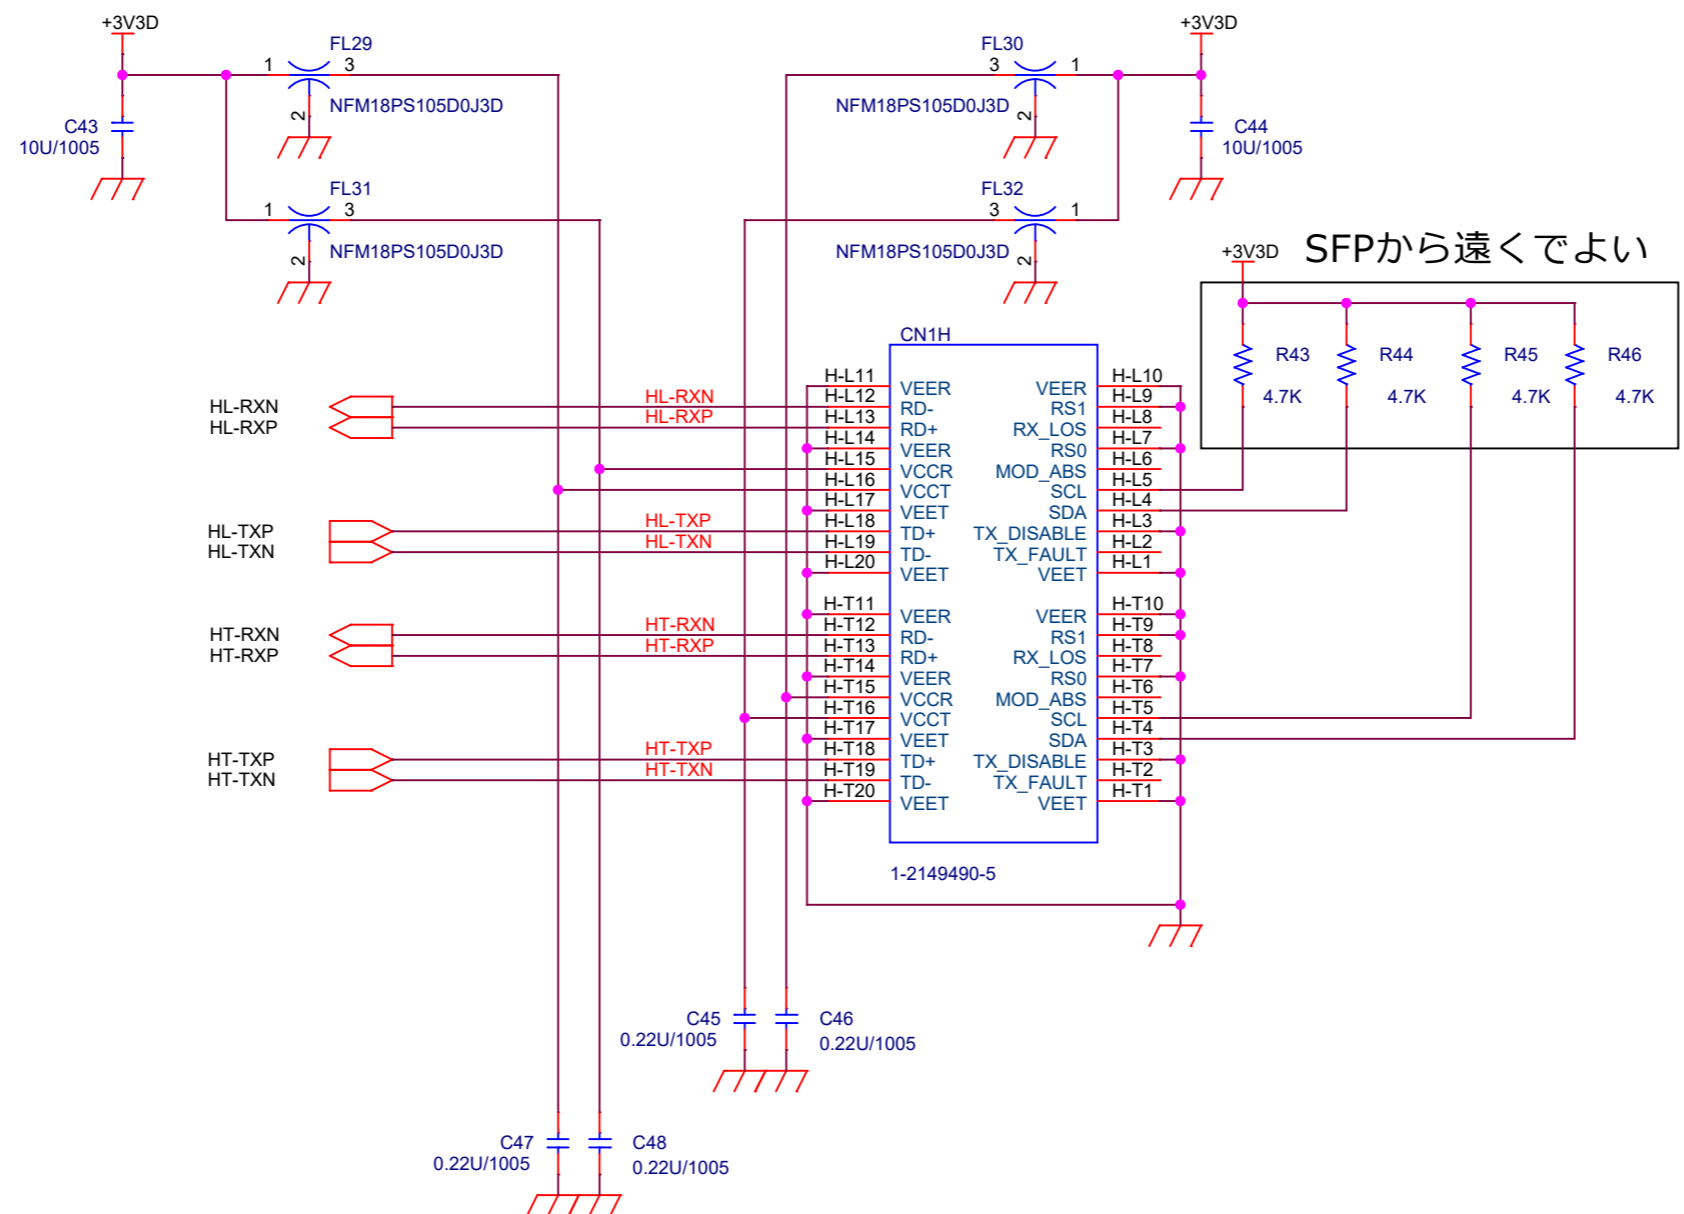 +3V3D
+3V3D
FL29
FL30
1
3
3
1
2
NFM18PS105D0J3D
NFM18PS105D0J3D
2
C43
10U/1005
C44
10U/1005
FL31
FL32
1
3
3
1
2
NFM18PS105D0J3D
NFM18PS105D0J3D
2
+3V3D
SFPから遠くでよい
R43
R44
R45
R46
4.7K
4.7K
4.7K
4.7K
CN1H
H-L11
VEER
VEER
H-L10
HL-RXN
HL-RXN
H-L12
RD-
RS1
H-L9
HL-RXP
HL-RXP
H-L13
RD+
RX_LOS
H-L8
H-L14
VEER
RS0
H-L7
H-L15
VCCR
MOD_ABS
H-L6
H-L16
VCCT
SCL
H-L5
H-L17
VEET
SDA
H-L4
HL-TXP
HL-TXP
H-L18
TD+
TX_DISABLE
H-L3
HL-TXN
HL-TXN
H-L19
TD-
TX_FAULT
H-L2
H-L20
VEET
VEET
H-L1
H-T11
VEER
VEER
H-T10
HT-RXN
HT-RXN
H-T12
RD-
RS1
H-T9
HT-RXP
HT-RXP
H-T13
RD+
RX_LOS
H-T8
H-T14
VEER
RS0
H-T7
H-T15
VCCR
MOD_ABS
H-T6
H-T16
VCCT
SCL
H-T5
H-T17
VEET
SDA
H-T4
HT-TXP
HT-TXP
H-T18
TD+
TX_DISABLE
H-T3
HT-TXN
HT-TXN
H-T19
TD-
TX_FAULT
H-T2
H-T20
VEET
VEET
H-T1
1-2149490-5
C45
0.22U/1005
C46
0.22U/1005
C47
0.22U/1005
C48
0.22U/1005